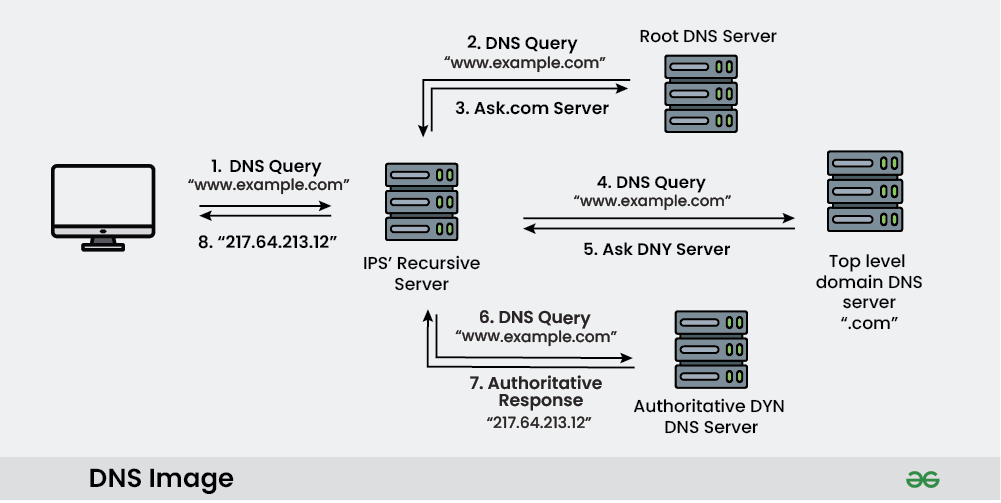 2. DNS Query
“www.example.com”
3. Ask.com Server
Root DNS Server
1. DNS Query
“www.example.com”
8. “217.64.213.12”
IPS’ Recursive
Server
4. DNS Query
“www.example.com”
5. Ask DNY Server
Top level
domain DNS
server
“.com”
6. DNS Query
“www.example.com”
7. Authoritative
Response
“217.64.213.12”
Authoritative DYN
DNS Server
DNS Image